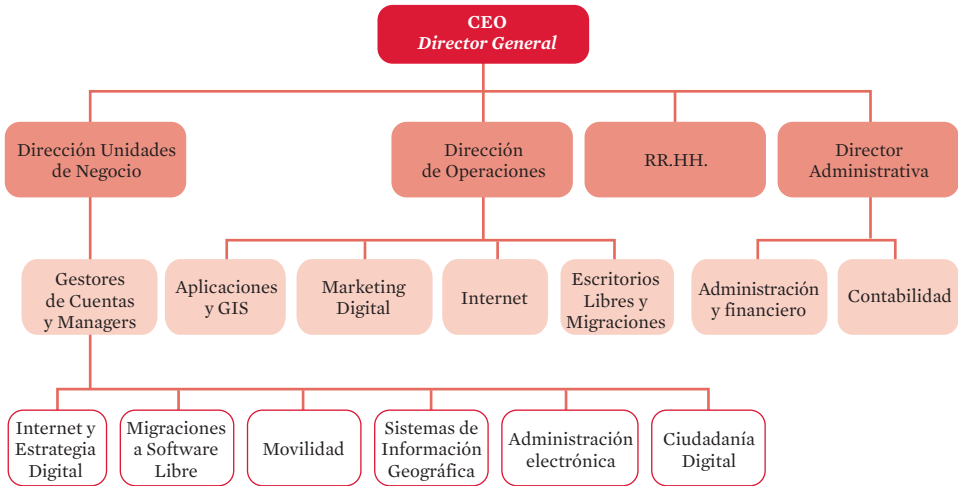 CEO
Director General
Dirección Unidades
de Negocio
Dirección
de Operaciones
RR.HH.
Director
Administrativa
Gestores
de Cuentas
y Managers
Aplicaciones
y GIS
Marketing
Digital
Internet
Escritorios
Libres y
Migraciones
Administración
y financiero
Contabilidad
Internet y
Estrategia
Digital
Migraciones
a Software
Libre
Movilidad
Sistemas de
Información
Geográfica
Administración
electrónica
Ciudadanía
Digital